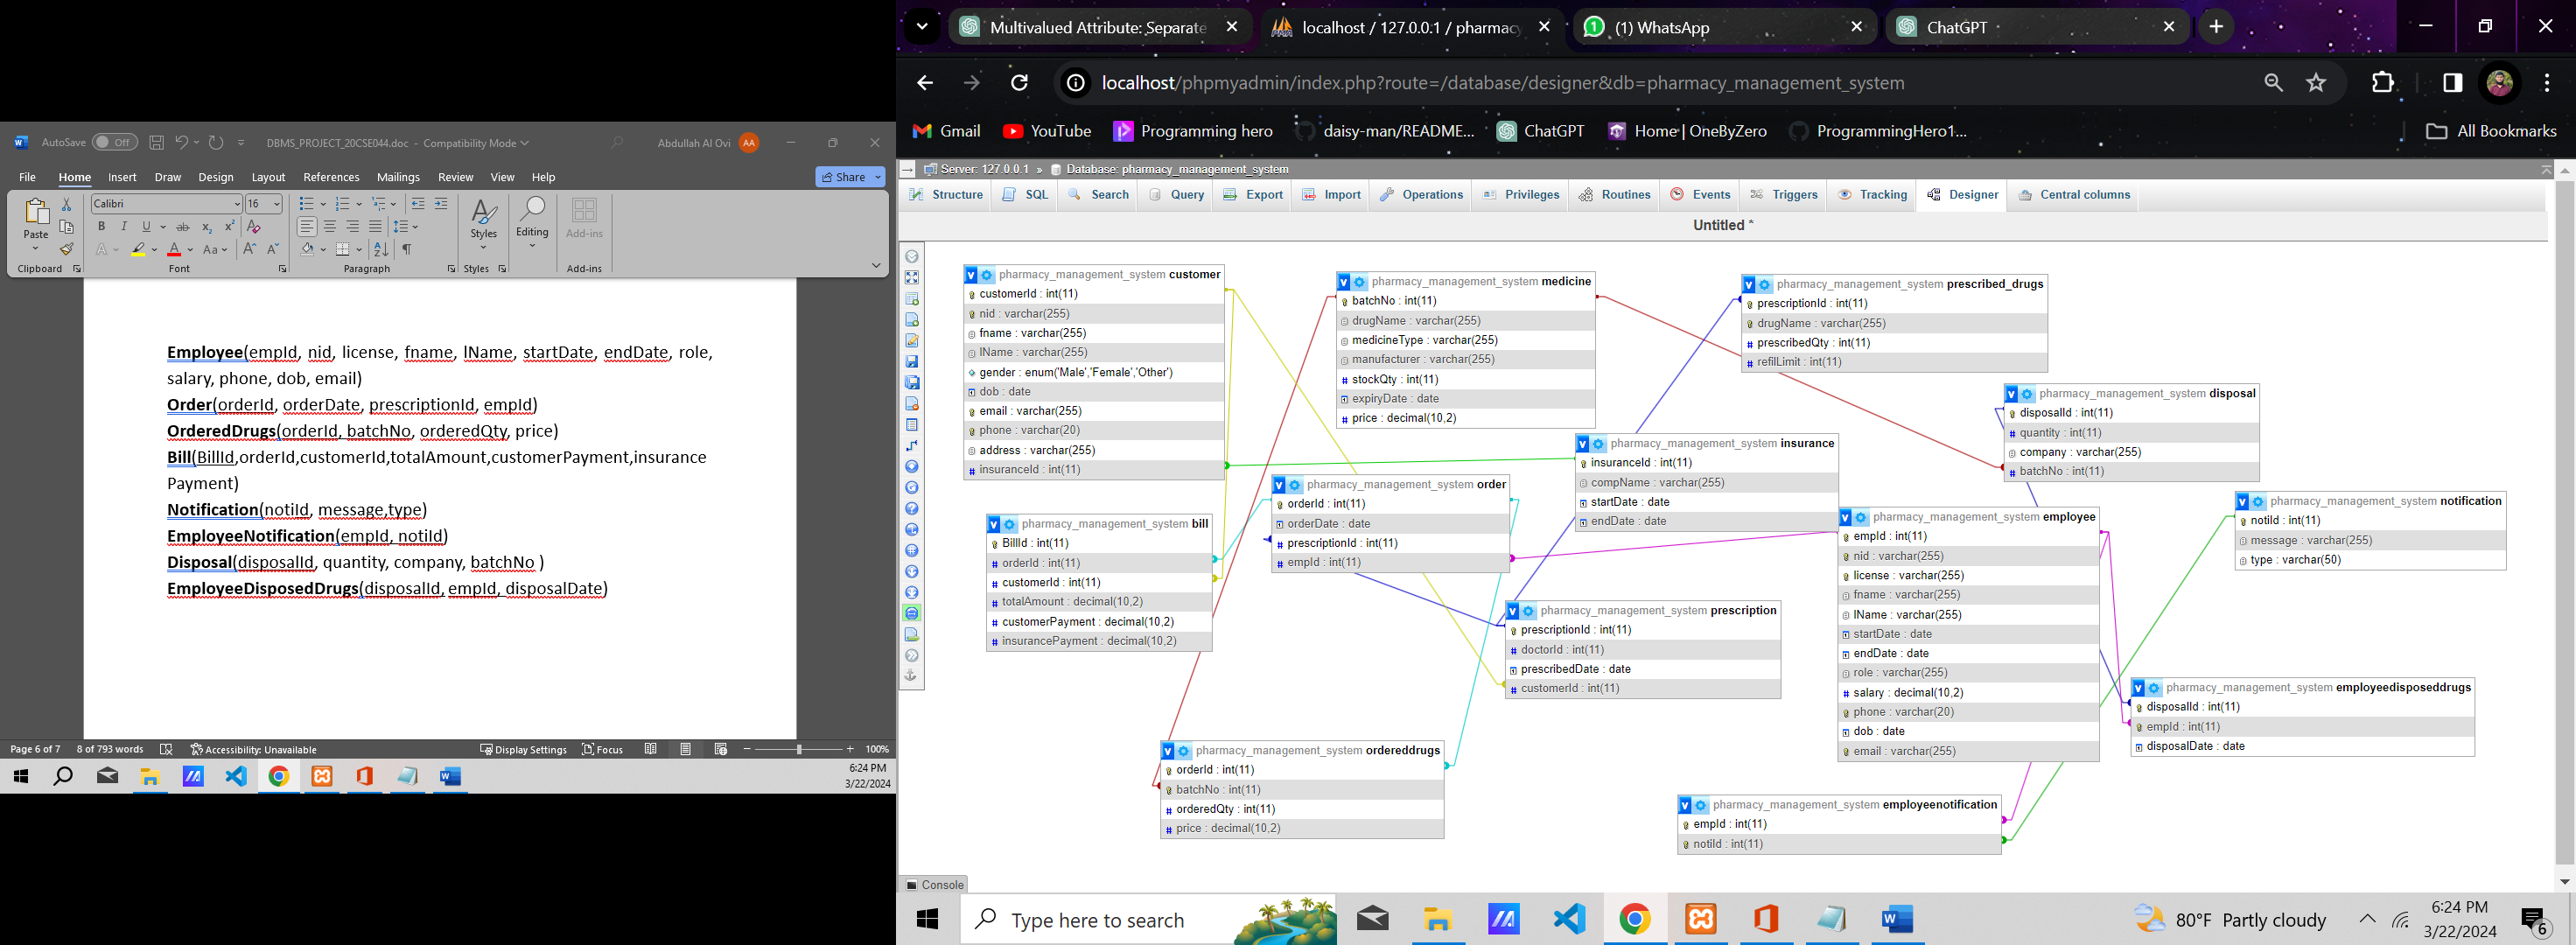 AutoSave Off DBMS_PROJECT_20CSE044.doc - Compatibility Mode Abdullah Al Ovi AA
File Home Insert Draw Design Layout References Mailings Review View Help Share
Calibri 16
Paste Styles Editing Add-ins
Clipboard Font Paragraph Styles Add-ins
Employee(empId, nid, license, fname, lName, startDate, endDate, role,
salary, phone, dob, email)
Order(orderId, orderDate, prescriptionId, empId)
OrderedDrugs(orderId, batchNo, orderedQty, price)
Bill(BillId,orderId,customerId,totalAmount,customerPayment,insurance
Payment)
Notification(notiId, message,type)
EmployeeNotification(empId, notiId)
Disposal(disposalId, quantity, company, batchNo )
EmployeeDisposedDrugs(disposalId, empId, disposalDate)
Page 6 of 7 8 of 793 words Accessibility: Unavailable Display Settings Focus 100%
6:24 PM
3/22/2024
Multivalued Attribute: Separate localhost / 127.0.0.1 / pharmacy (1) WhatsApp ChatGPT
localhost/phpmyadmin/index.php?route=/database/designer&db=pharmacy_management_system
Gmail YouTube Programming hero daisy-man/README... ChatGPT Home | OneByZero ProgrammingHero1... All Bookmarks
Server: 127.0.0.1 » Database: pharmacy_management_system
Structure SQL Search Query Export Import Operations Privileges Routines Events Triggers Tracking Designer Central columns
Untitled *
pharmacy_management_system customer
customerId : int(11)
nid : varchar(255)
fname : varchar(255)
lName : varchar(255)
gender : enum('Male','Female','Other')
dob : date
email : varchar(255)
phone : varchar(20)
address : varchar(255)
insuranceId : int(11)
pharmacy_management_system medicine
batchNo : int(11)
drugName : varchar(255)
medicineType : varchar(255)
manufacturer : varchar(255)
stockQty : int(11)
expiryDate : date
price : decimal(10,2)
pharmacy_management_system prescribed_drugs
prescriptionId : int(11)
drugName : varchar(255)
prescribedQty : int(11)
refilLimit : int(11)
pharmacy_management_system disposal
disposalId : int(11)
quantity : int(11)
company : varchar(255)
batchNo : int(11)
pharmacy_management_system insurance
insuranceId : int(11)
compName : varchar(255)
startDate : date
endDate : date
pharmacy_management_system order
orderId : int(11)
orderDate : date
prescriptionId : int(11)
empId : int(11)
pharmacy_management_system bill
BillId : int(11)
orderId : int(11)
customerId : int(11)
totalAmount : decimal(10,2)
customerPayment : decimal(10,2)
insurancePayment : decimal(10,2)
pharmacy_management_system employee
empId : int(11)
nid : varchar(255)
license : varchar(255)
fname : varchar(255)
lName : varchar(255)
startDate : date
endDate : date
role : varchar(255)
salary : decimal(10,2)
phone : varchar(20)
dob : date
email : varchar(255)
pharmacy_management_system notification
notiId : int(11)
message : varchar(255)
type : varchar(50)
pharmacy_management_system prescription
prescriptionId : int(11)
doctorId : int(11)
prescribedDate : date
customerId : int(11)
pharmacy_management_system employeedisposeddrugs
disposalId : int(11)
empId : int(11)
disposalDate : date
pharmacy_management_system ordereddrugs
orderId : int(11)
batchNo : int(11)
orderedQty : int(11)
price : decimal(10,2)
pharmacy_management_system employeenotification
empId : int(11)
notiId : int(11)
Console
Type here to search 80°F Partly cloudy 6:24 PM
3/22/2024 6